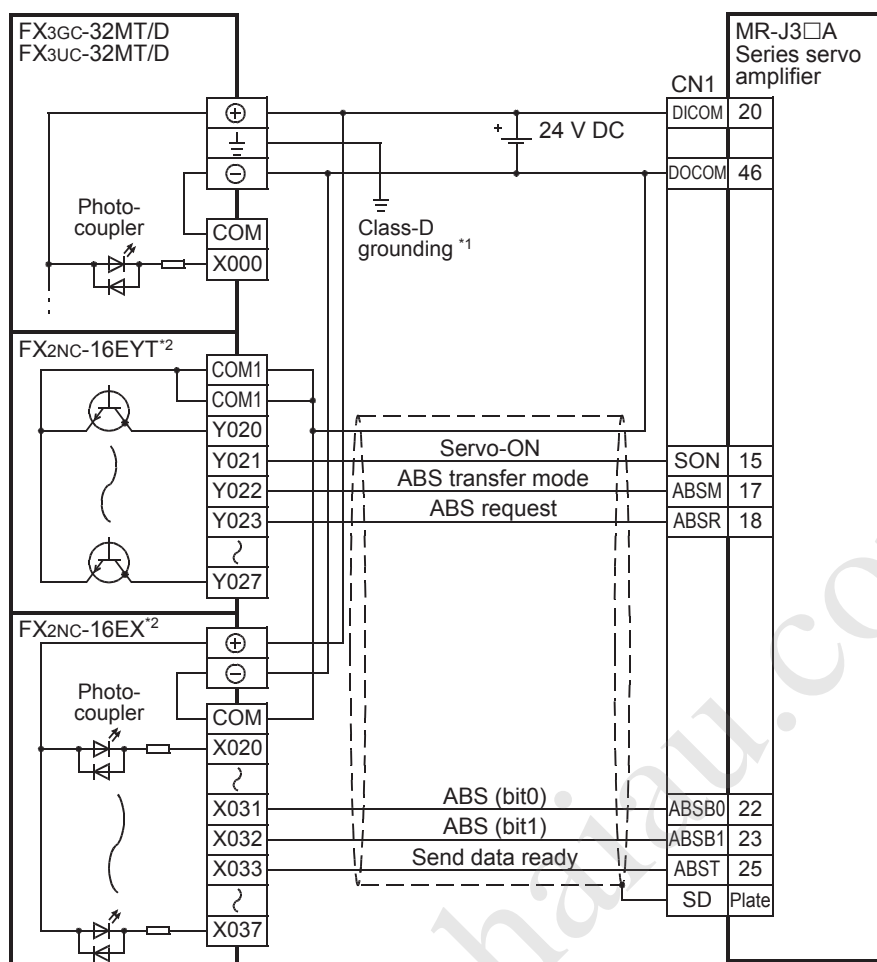 FX3GC-32MT/D
FX3UC-32MT/D
MR-J3□A
Series servo
amplifier
CN1
⊕
DICOM 20
+
24 V DC
⊖
DOCOM 46
Photo-
coupler
COM
Class-D
grounding *1
X000
FX2NC-16EYT*2
COM1
COM1
Y020
Y021
Servo-ON
SON 15
Y022
ABS transfer mode
ABSM 17
Y023
ABS request
ABSR 18
Y027
FX2NC-16EX*2
⊕
⊖
Photo-
coupler
COM
X020
X031
ABS (bit0)
ABSB0 22
X032
ABS (bit1)
ABSB1 23
X033
Send data ready
ABST 25
SD Plate
X037